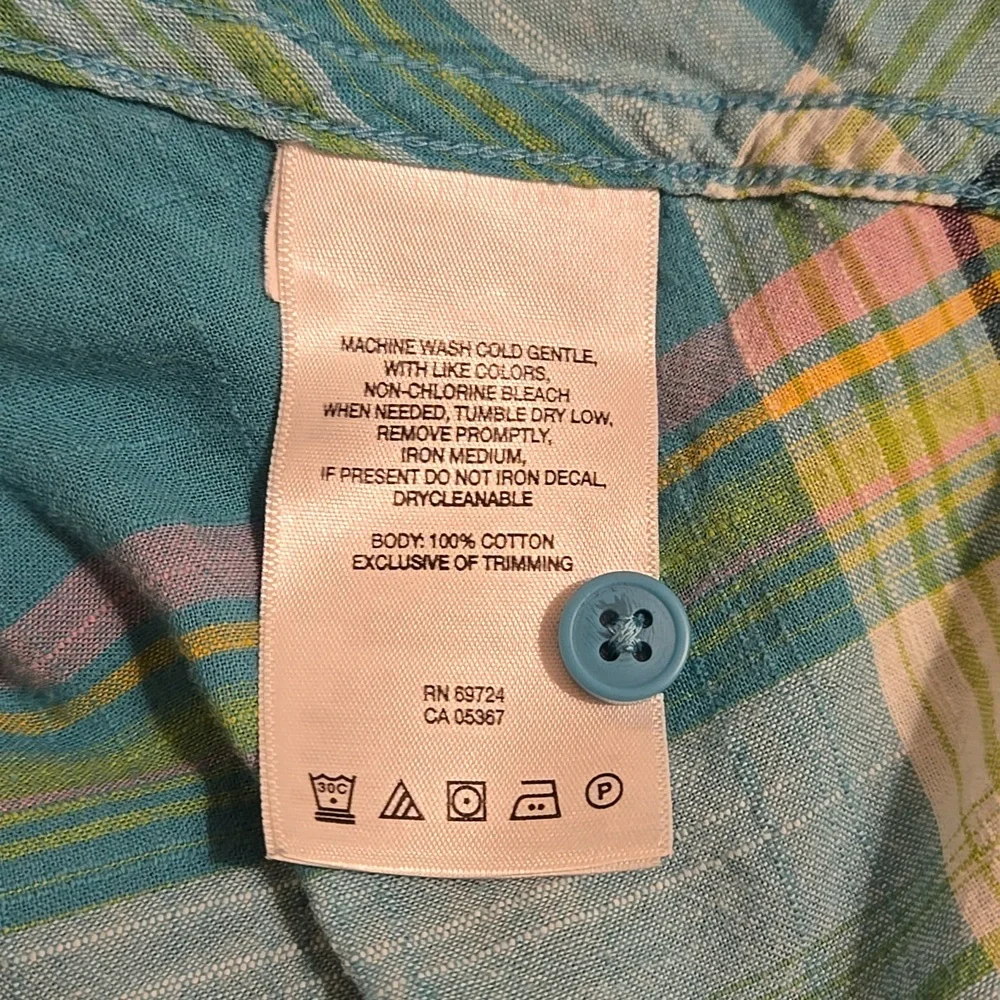 MACHINE WASH COLD GENTLE,
WITH LIKE COLORS,
NON-CHLORINE BLEACH
WHEN NEEDED, TUMBLE DRY LOW,
REMOVE PROMPTLY,
IRON MEDIUM,
IF PRESENT DO NOT IRON DECAL,
DRYCLEANABLE
BODY: 100% COTTON
EXCLUSIVE OF TRIMMING
RN 69724
CA 05367
30C P